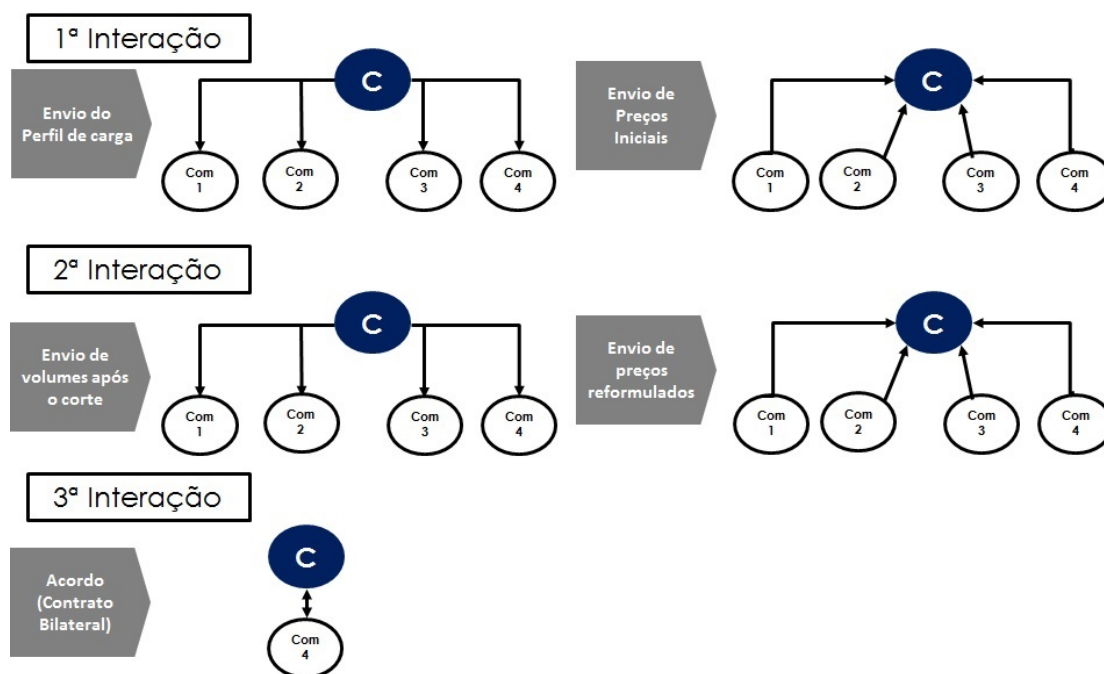 1ª Interação
Envio do
Perfil de carga
C
Com
1
Com
2
Com
3
Com
4
Envio de
Preços
Iniciais
C
Com
1
Com
2
Com
3
Com
4
2ª Interação
Envio de
volumes após
o corte
C
Com
1
Com
2
Com
3
Com
4
Envio de
preços
reformulados
C
Com
1
Com
2
Com
3
Com
4
3ª Interação
Acordo
(Contrato
Bilateral)
C
Com
4